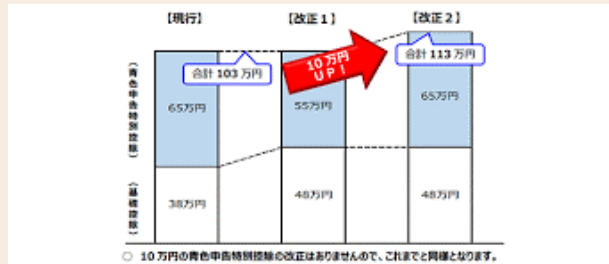 【現行】
【改正1】
【改正2】
合計 103 万円
10 万円
UP!
合計 113 万円
(青色申告特別控除)
65万円
55万円
65万円
(基礎控除)
38万円
48万円
48万円
○ 10 万円の青色申告特別控除の改正はありませんので、これまでと同様となります。